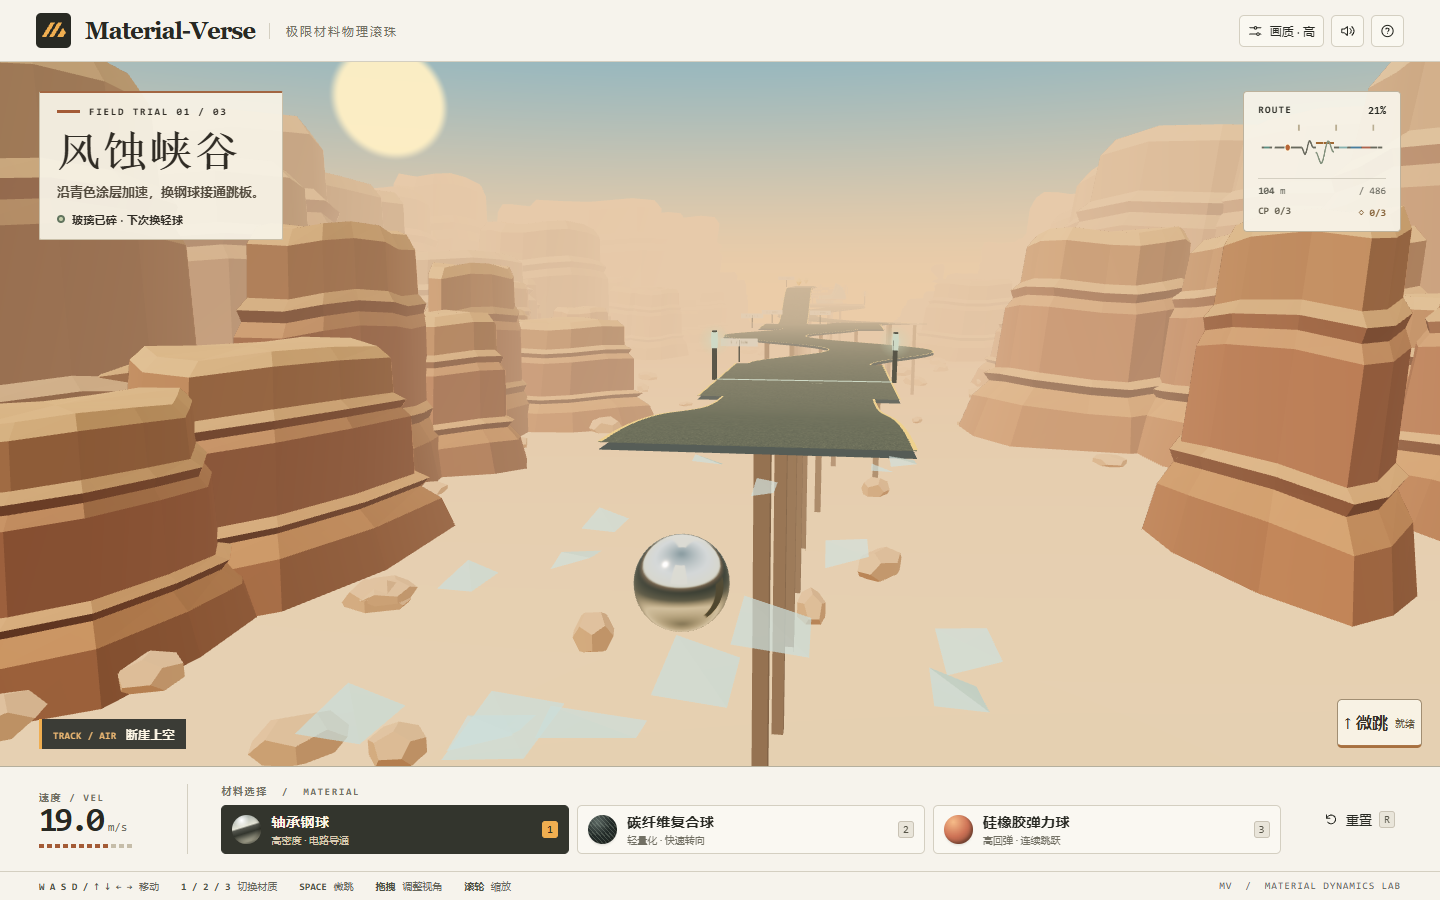 Material-Verse
极限材料物理滚珠
画质 · 高
FIELD TRIAL 01 / 03
风蚀峡谷
沿青色涂层加速，换钢球接通跳板。
玻璃已碎 · 下次换轻球
ROUTE 21%
104 m / 486
CP 0/3 ◇ 0/3
TRACK / AIR 断崖上空
↑ 微跳 就绪
速度 / VEL
19.0 m/s
材料选择 / MATERIAL
轴承钢球
高密度 · 电路导通
1
碳纤维复合球
轻量化 · 快速转向
2
硅橡胶弹力球
高回弹 · 连续跳跃
3
重置 R
W A S D / ↑ ↓ ← → 移动
1 / 2 / 3 切换材质
SPACE 微跳
拖拽 调整视角
滚轮 缩放
MV / MATERIAL DYNAMICS LAB